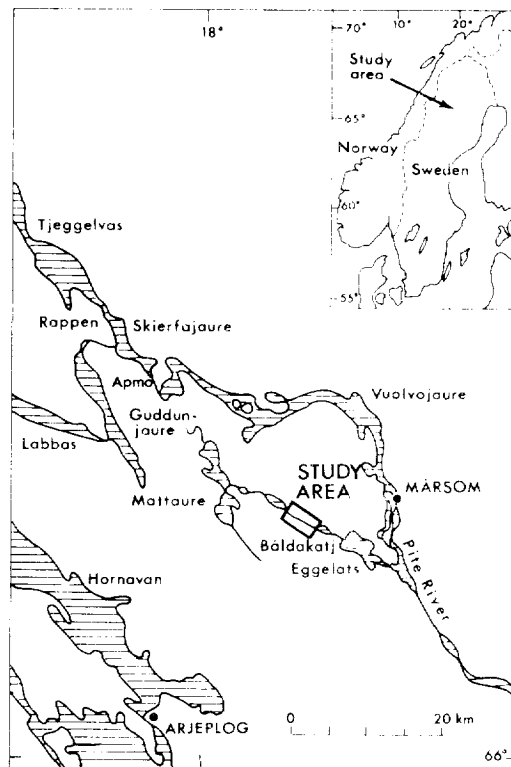 18°
70°
10°
20°
Study
area
65°
Norway
Sweden
60°
55°
Tjeggelvas
Rappen
Skierfajaure
Apmo
Vuolvojaure
Guddun-
jaure
Labbas
STUDY
AREA
MÅRSOM
Mattaure
Båldakatj
Eggelats
Pite River
Hornavan
ARJEPLOG
0
20 km
66°